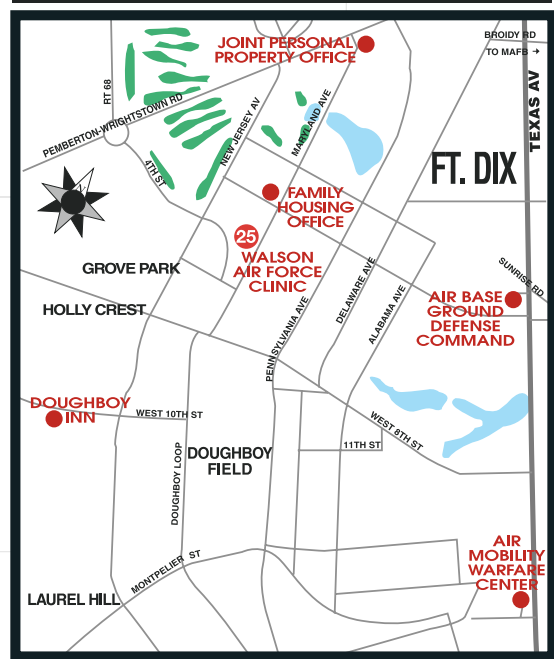 BROIDY RD
TO MAFB →
JOINT PERSONAL
PROPERTY OFFICE
TEXAS AV
RT 68
PEMBERTON-WRIGHTSTOWN RD
NEW JERSEY AV
MARYLAND AVE
4TH ST
FT. DIX
N
FAMILY
HOUSING
OFFICE
25
WALSON
AIR FORCE
CLINIC
GROVE PARK
SUNRISE RD
DELAWARE AVE
ALABAMA AVE
PENNSYLVANIA AVE
AIR BASE
GROUND
DEFENSE
COMMAND
HOLLY CREST
DOUGHBOY
INN
WEST 10TH ST
WEST 8TH ST
11TH ST
DOUGHBOY LOOP
DOUGHBOY
FIELD
MONTPELIER ST
AIR
MOBILITY
WARFARE
CENTER
LAUREL HILL